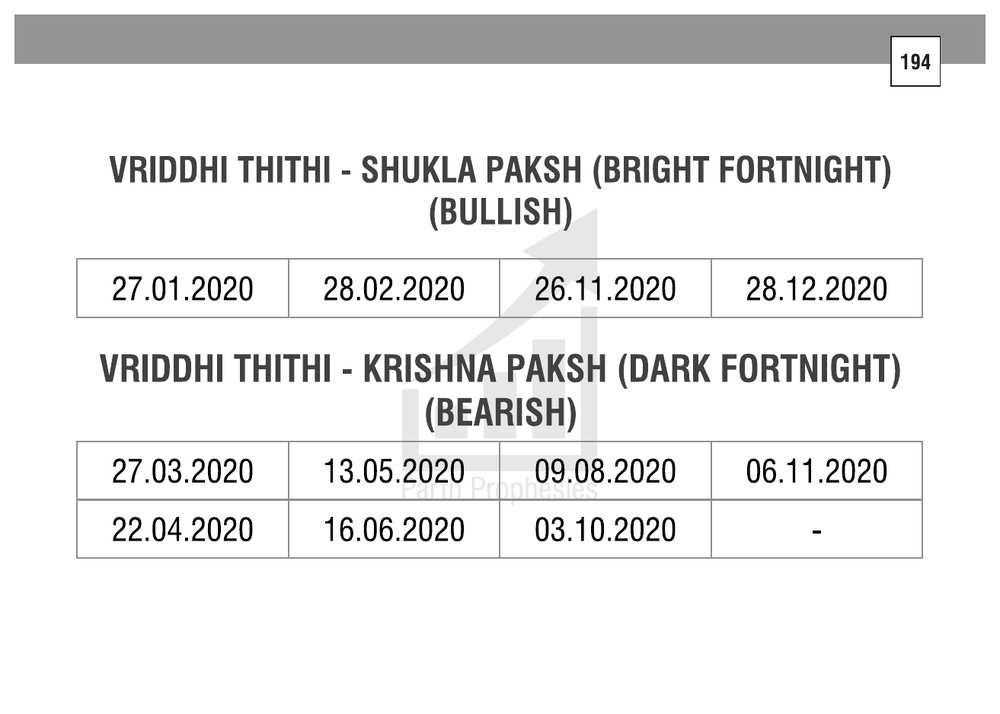 194
VRIDDHI THITHI - SHUKLA PAKSH (BRIGHT FORTNIGHT)
(BULLISH)
27.01.2020 28.02.2020 26.11.2020 28.12.2020
VRIDDHI THITHI - KRISHNA PAKSH (DARK FORTNIGHT)
(BEARISH)
27.03.2020 13.05.2020 09.08.2020 06.11.2020
Parth Prophesies
22.04.2020 16.06.2020 03.10.2020 -